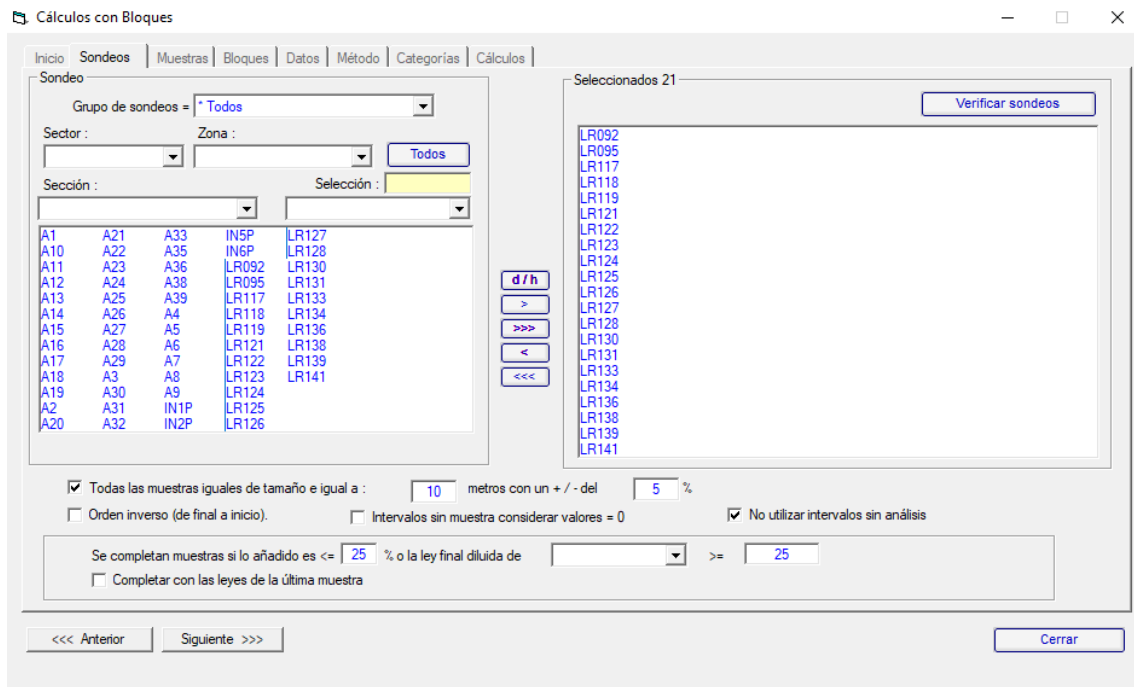 Cálculos con Bloques
Inicio Sondeos Muestras Bloques Datos Método Categorías Cálculos
Sondeo
Grupo de sondeos = * Todos
Sector : Zona :
Todos
Sección : Selección :
A1 A21 A33 IN5P LR127
A10 A22 A35 IN6P LR128
A11 A23 A36 LR092 LR130
A12 A24 A38 LR095 LR131
A13 A25 A39 LR117 LR133
A14 A26 A4 LR118 LR134
A15 A27 A5 LR119 LR136
A16 A28 A6 LR121 LR138
A17 A29 A7 LR122 LR139
A18 A3 A8 LR123 LR141
A19 A30 A9 LR124
A2 A31 IN1P LR125
A20 A32 IN2P LR126
d / h
>
>>>
<
<<<
Seleccionados 21
Verificar sondeos
LR092
LR095
LR117
LR118
LR119
LR121
LR122
LR123
LR124
LR125
LR126
LR127
LR128
LR130
LR131
LR133
LR134
LR136
LR138
LR139
LR141
Todas las muestras iguales de tamaño e igual a : 10 metros con un + / - del 5 %
Orden inverso (de final a inicio). Intervalos sin muestra considerar valores = 0 No utilizar intervalos sin análisis
Se completan muestras si lo añadido es <= 25 % o la ley final diluida de >= 25
Completar con las leyes de la última muestra
<<< Anterior Siguiente >>> Cerrar